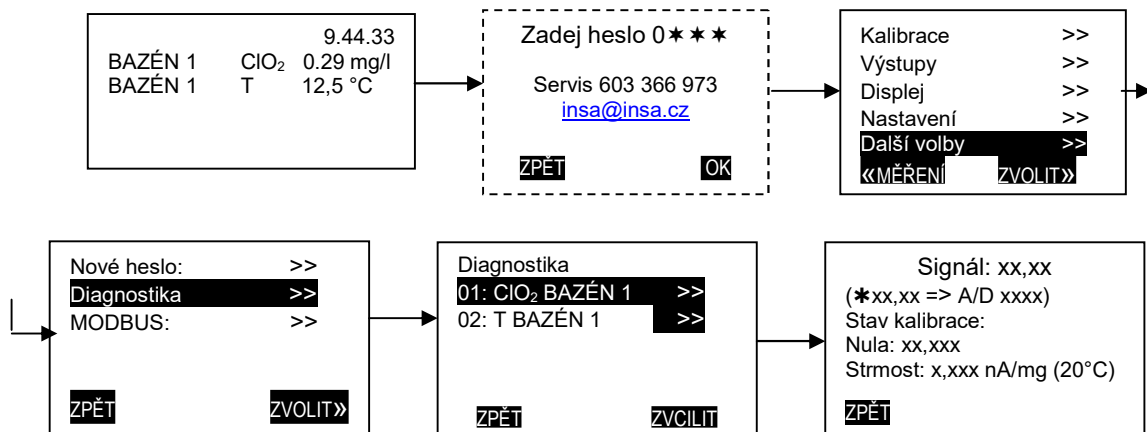 9.44.33
BAZÉN 1 ClO₂ 0.29 mg/l
BAZÉN 1 T 12,5 °C
Zadej heslo 0✶✶✶
Servis 603 366 973
insa@insa.cz
ZPĚT OK
Kalibrace >>
Výstupy >>
Displej >>
Nastavení >>
Další volby >>
«MĚŘENÍ ZVOLIT»
Nové heslo: >>
Diagnostika >>
MODBUS: >>
ZPĚT ZVOLIT»
Diagnostika
01: ClO₂ BAZÉN 1 >>
02: T BAZÉN 1 >>
ZPĚT ZVCILIT
Signál: xx,xx
(✶xx,xx => A/D xxxx)
Stav kalibrace:
Nula: xx,xxx
Strmost: x,xxx nA/mg (20°C)
ZPĚT